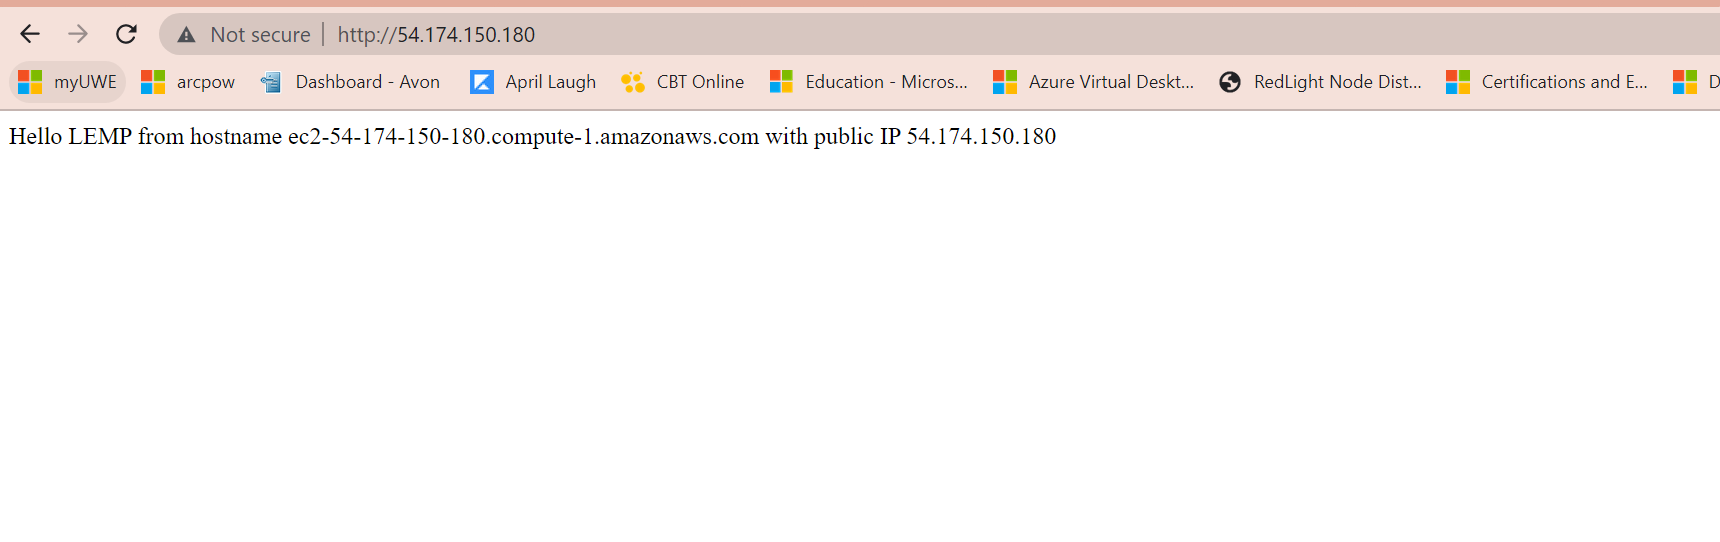 Not secure | http://54.174.150.180
myUWE arcpow Dashboard - Avon April Laugh CBT Online Education - Micros... Azure Virtual Deskt... RedLight Node Dist... Certifications and E... D
Hello LEMP from hostname ec2-54-174-150-180.compute-1.amazonaws.com with public IP 54.174.150.180